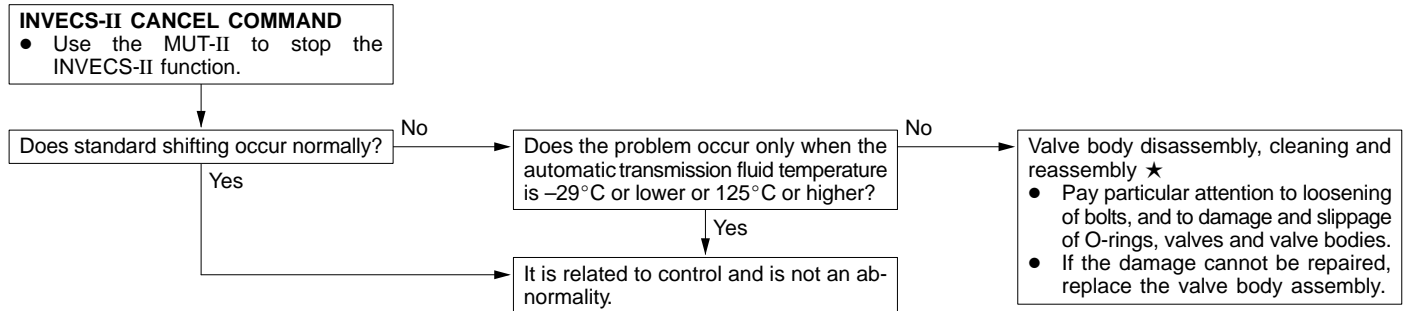 INVECS-II CANCEL COMMAND
● Use the MUT-II to stop the
INVECS-II function.
Does standard shifting occur normally?
No
Yes
Does the problem occur only when the
automatic transmission fluid temperature
is –29°C or lower or 125°C or higher?
No
Yes
It is related to control and is not an ab-
normality.
Valve body disassembly, cleaning and
reassembly ★
● Pay particular attention to loosening
of bolts, and to damage and slippage
of O-rings, valves and valve bodies.
● If the damage cannot be repaired,
replace the valve body assembly.